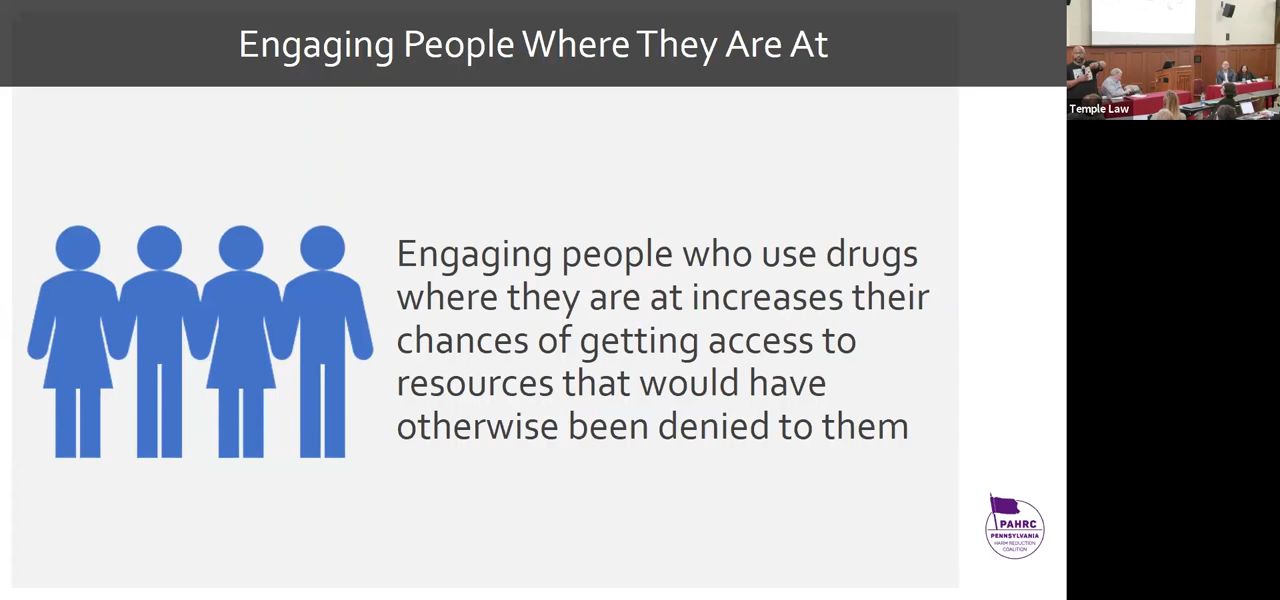 Engaging People Where They Are At
Engaging people who use drugs
where they are at increases their
chances of getting access to
resources that would have
otherwise been denied to them
PAHRC
PENNSYLVANIA
HARM REDUCTION
COALITION
Temple Law